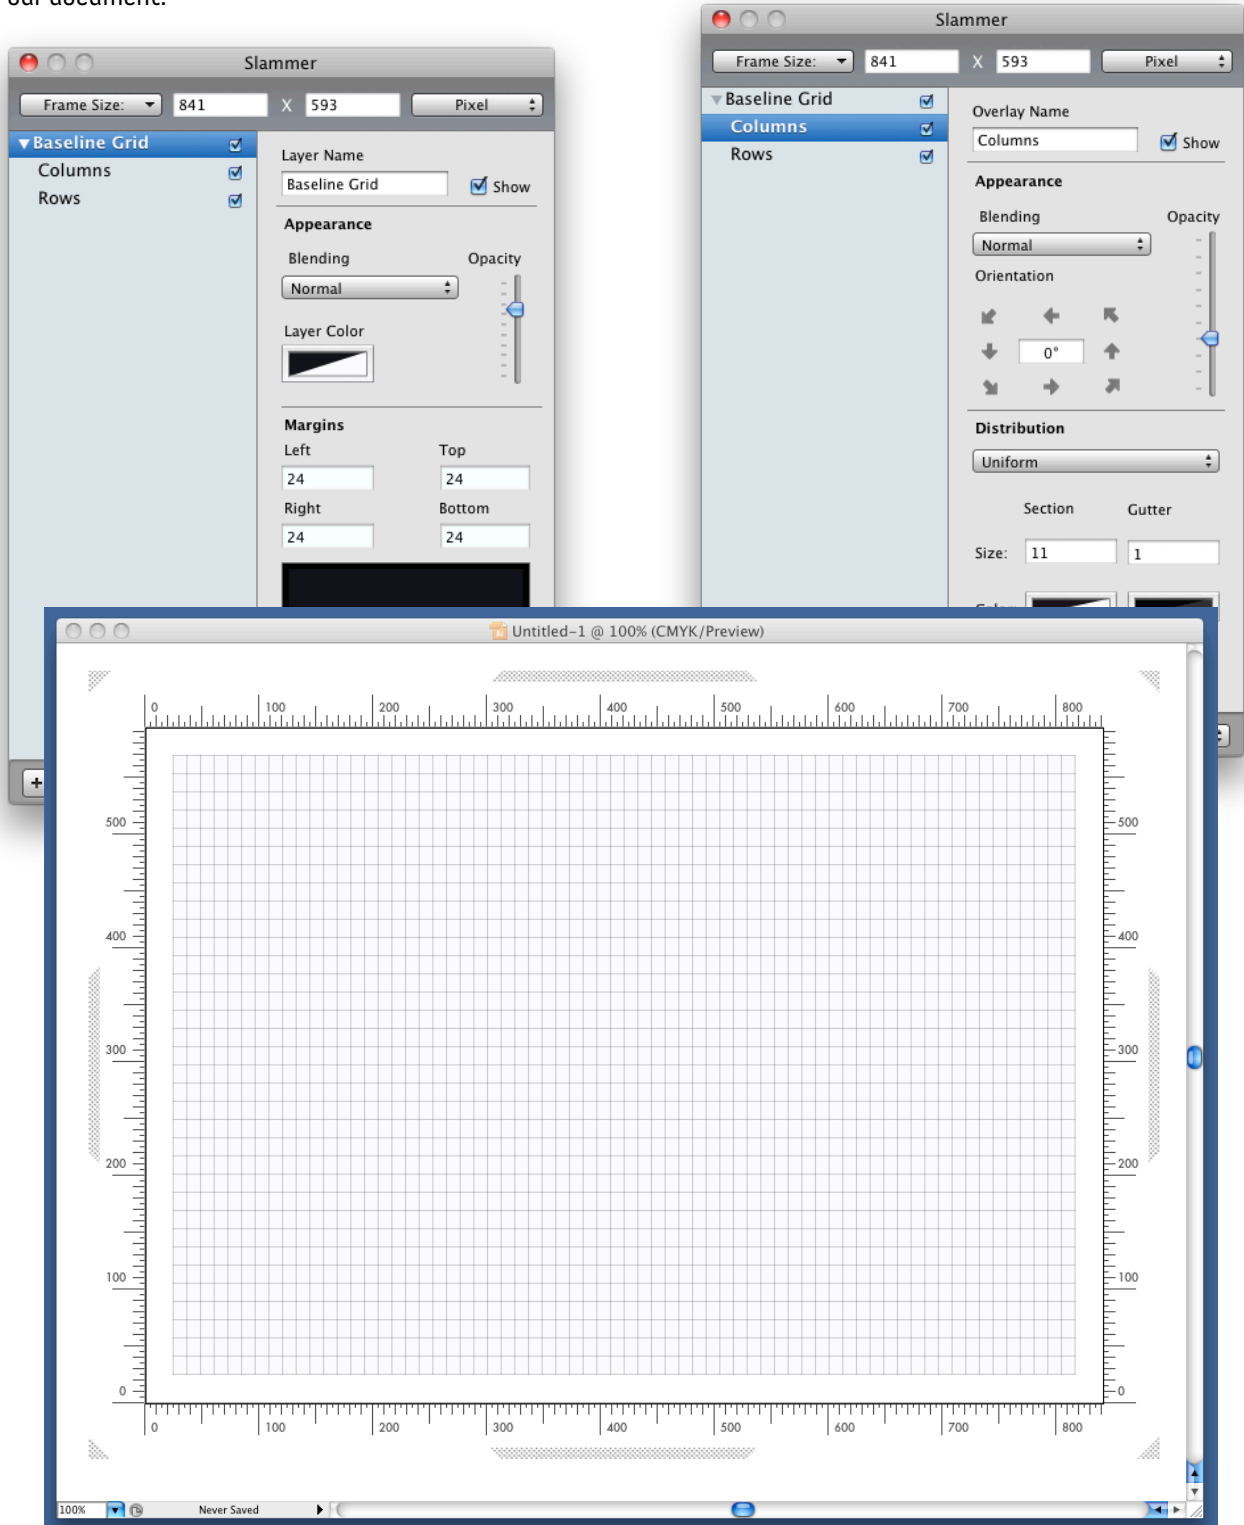 our document.
Slammer
Frame Size: 841 X 593 Pixel
Baseline Grid
Columns
Rows
Layer Name
Baseline Grid Show
Appearance
Blending Opacity
Normal
Layer Color
Margins
Left Top
24 24
Right Bottom
24 24
+
Slammer
Frame Size: 841 X 593 Pixel
Baseline Grid
Columns
Rows
Overlay Name
Columns Show
Appearance
Blending Opacity
Normal
Orientation
0°
Distribution
Uniform
Section Gutter
Size: 11 1
Untitled-1 @ 100% (CMYK/Preview)
0 100 200 300 400 500 600 700 800
500 500
400 400
300 300
200 200
100 100
0 0
0 100 200 300 400 500 600 700 800
100% Never Saved